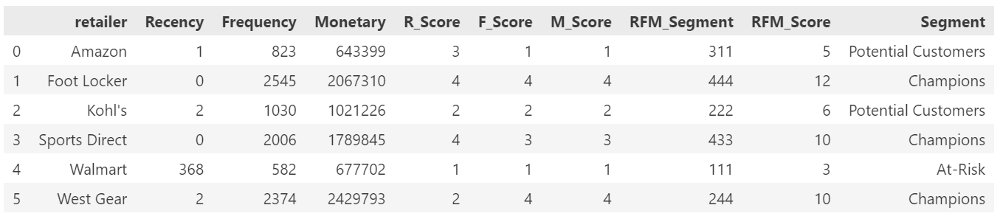 retailer Recency Frequency Monetary R_Score F_Score M_Score RFM_Segment RFM_Score Segment
0 Amazon 1 823 643399 3 1 1 311 5 Potential Customers
1 Foot Locker 0 2545 2067310 4 4 4 444 12 Champions
2 Kohl's 2 1030 1021226 2 2 2 222 6 Potential Customers
3 Sports Direct 0 2006 1789845 4 3 3 433 10 Champions
4 Walmart 368 582 677702 1 1 1 111 3 At-Risk
5 West Gear 2 2374 2429793 2 4 4 244 10 Champions